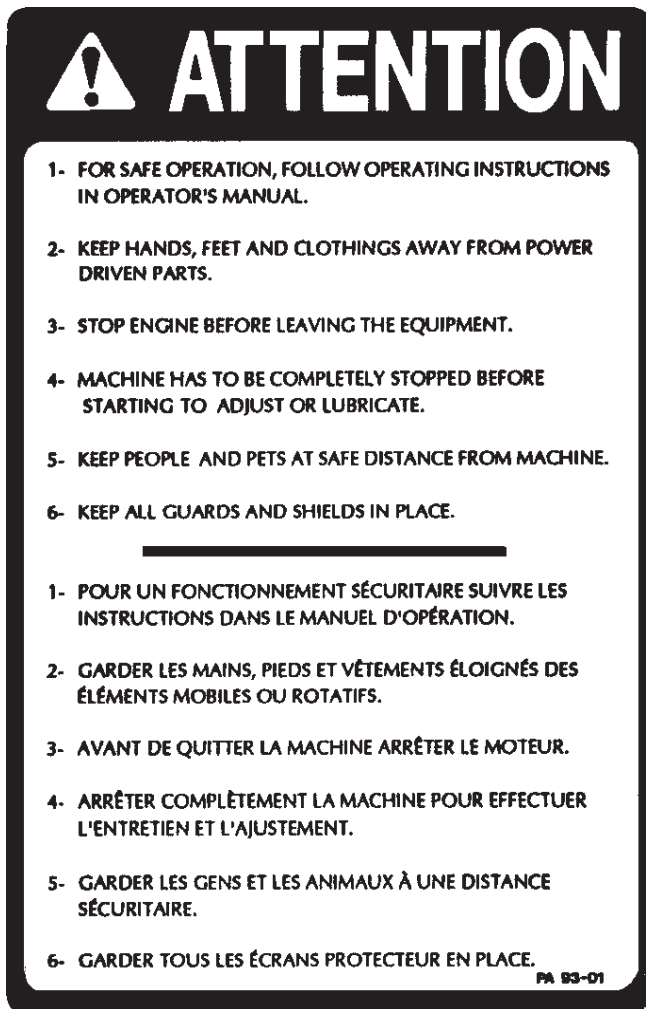 ATTENTION
1- FOR SAFE OPERATION, FOLLOW OPERATING INSTRUCTIONS
IN OPERATOR'S MANUAL.
2- KEEP HANDS, FEET AND CLOTHINGS AWAY FROM POWER
DRIVEN PARTS.
3- STOP ENGINE BEFORE LEAVING THE EQUIPMENT.
4- MACHINE HAS TO BE COMPLETELY STOPPED BEFORE
STARTING TO ADJUST OR LUBRICATE.
5- KEEP PEOPLE AND PETS AT SAFE DISTANCE FROM MACHINE.
6- KEEP ALL GUARDS AND SHIELDS IN PLACE.
1- POUR UN FONCTIONNEMENT SÉCURITAIRE SUIVRE LES
INSTRUCTIONS DANS LE MANUEL D'OPÉRATION.
2- GARDER LES MAINS, PIEDS ET VÊTEMENTS ÉLOIGNÉS DES
ÉLÉMENTS MOBILES OU ROTATIFS.
3- AVANT DE QUITTER LA MACHINE ARRÊTER LE MOTEUR.
4- ARRÊTER COMPLÈTEMENT LA MACHINE POUR EFFECTUER
L'ENTRETIEN ET L'AJUSTEMENT.
5- GARDER LES GENS ET LES ANIMAUX À UNE DISTANCE
SÉCURITAIRE.
6- GARDER TOUS LES ÉCRANS PROTECTEUR EN PLACE.
PA 93-01